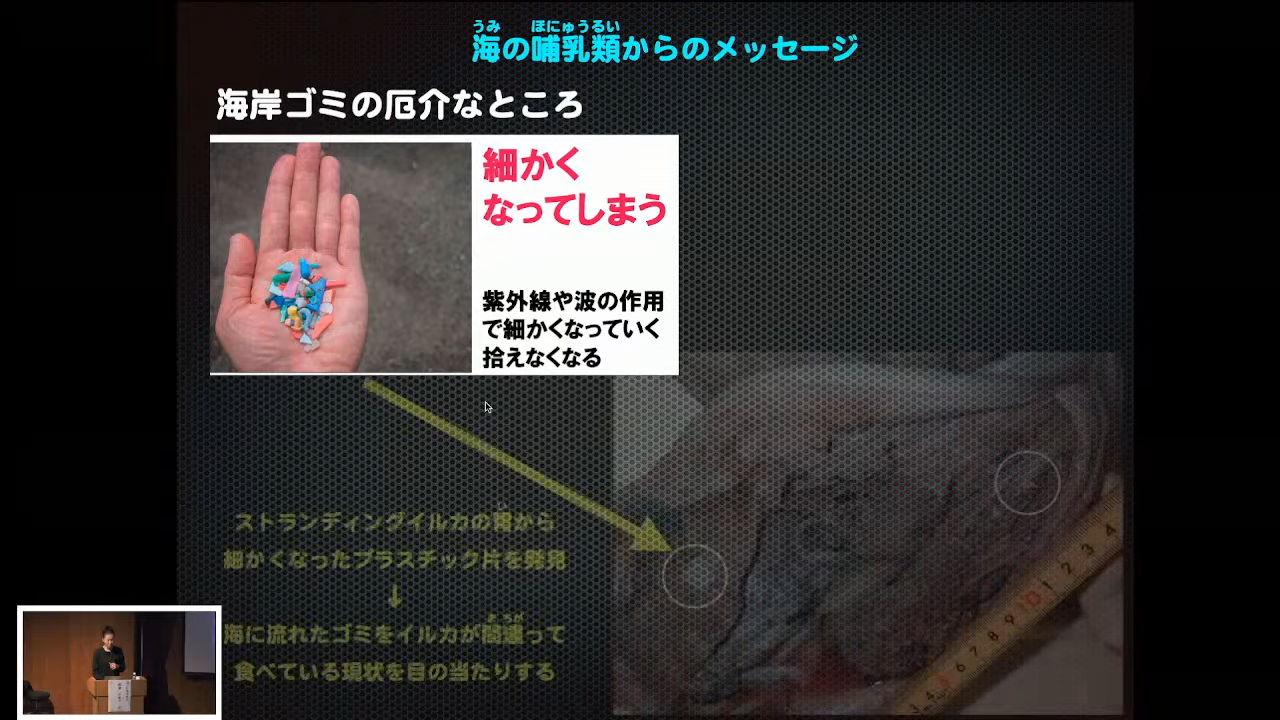 うみ ほにゅうるい
海の哺乳類からのメッセージ
海岸ゴミの厄介なところ
細かく
なってしまう
紫外線や波の作用
で細かくなっていく
拾えなくなる
ストランディングイルカの胃から
細かくなったプラスチック片を発見
↓
まちが
海に流れたゴミをイルカが間違って
食べている現状を目の当たりする